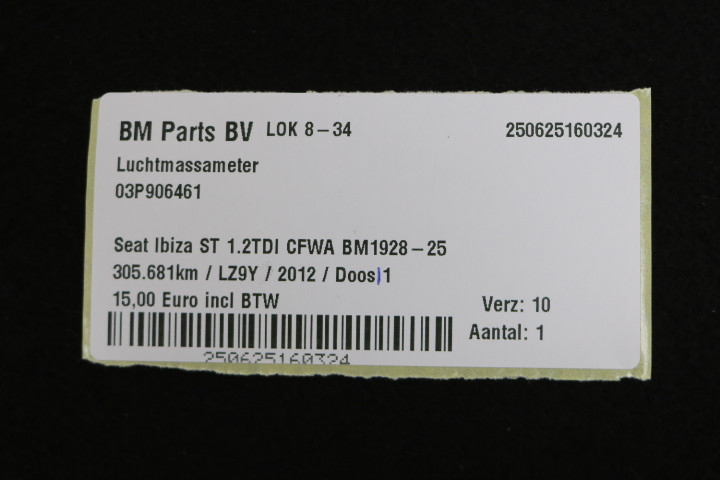 BM Parts BV LOK 8-34 250625160324
Luchtmassameter
03P906461
Seat Ibiza ST 1.2TDI CFWA BM1928-25
305.681km / LZ9Y / 2012 / Doos 1
15,00 Euro incl BTW Verz: 10
Aantal: 1
250625160324